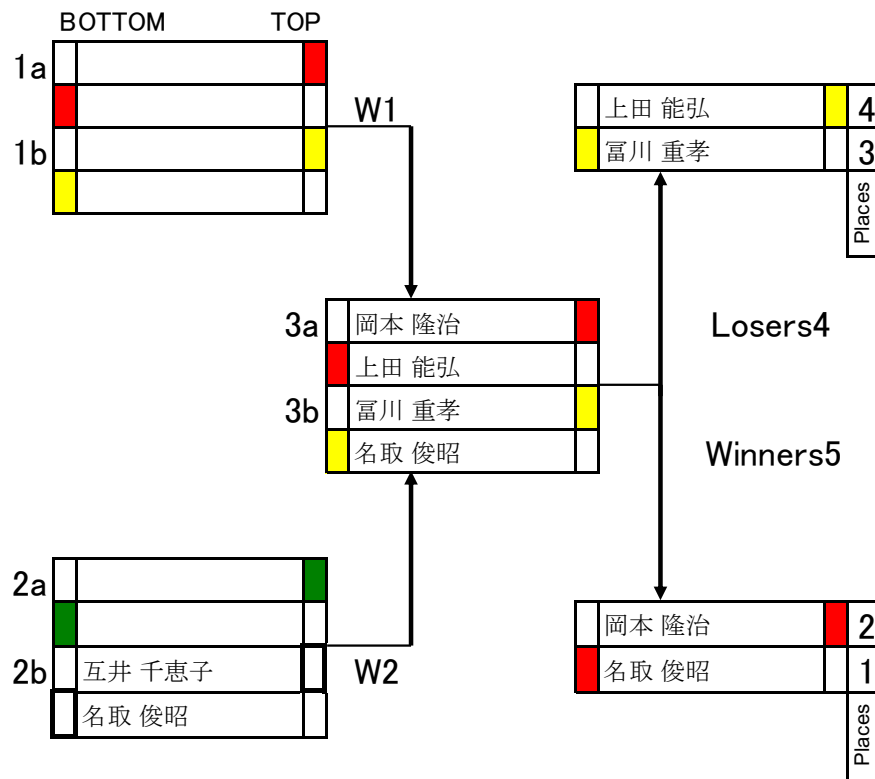 BOTTOM TOP
1a
W1
1b
上田 能弘 4
冨川 重孝 3
Places
3a 岡本 隆治
上田 能弘
3b 冨川 重孝
名取 俊昭
Losers4
Winners5
2a
2b 互井 千恵子
W2
名取 俊昭
岡本 隆治 2
名取 俊昭 1
Places